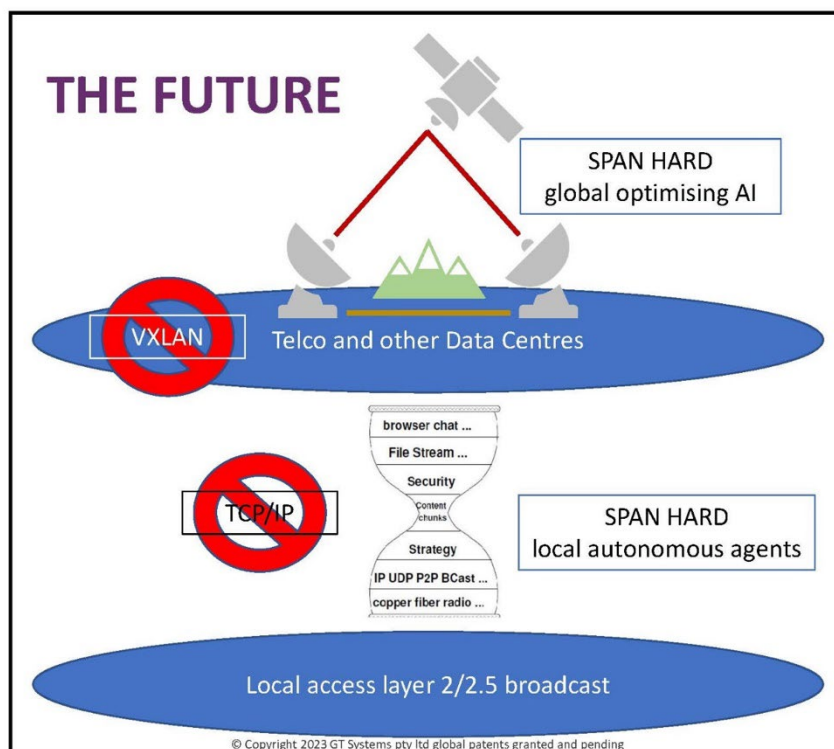 THE FUTURE
SPAN HARD
global optimising AI
VXLAN
Telco and other Data Centres
browser chat ...
File Stream ...
Security
Content
chunks
Strategy
IP UDP P2P BCast ...
copper fiber radio ...
TCP/IP
SPAN HARD
local autonomous agents
Local access layer 2/2.5 broadcast
© Copyright 2023 GT Systems pty ltd global patents granted and pending